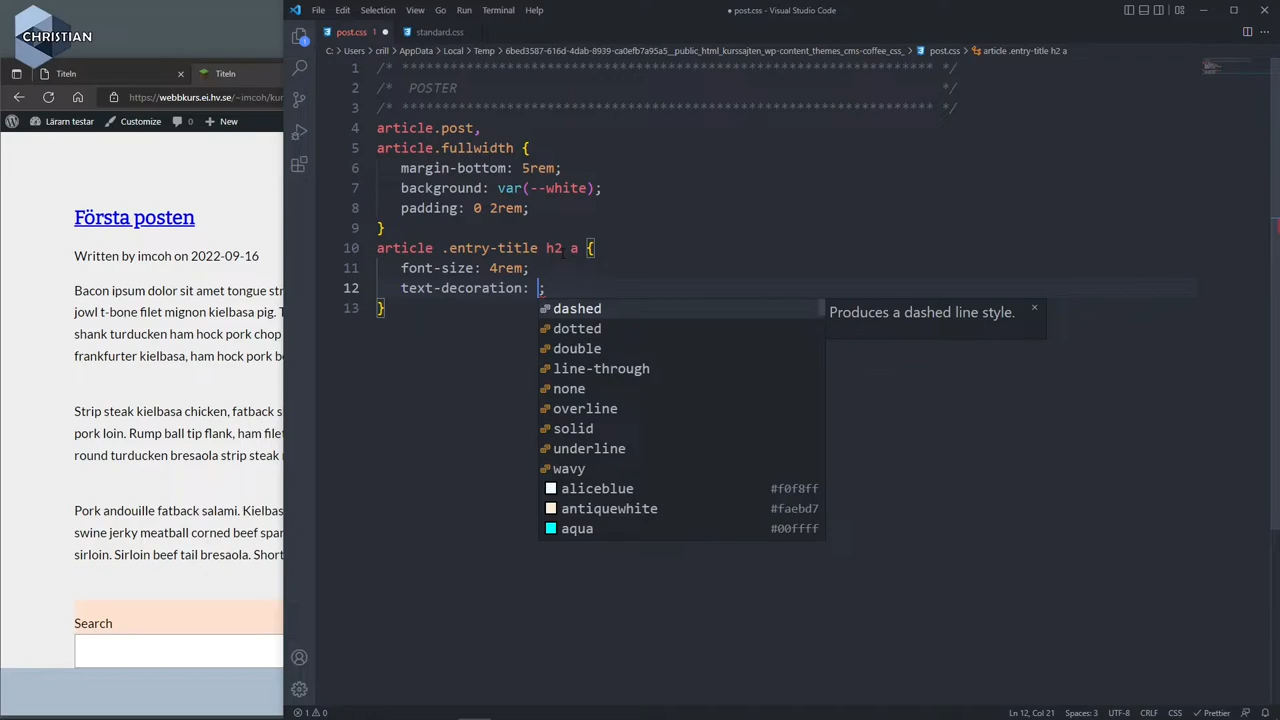 CHRISTIAN
File Edit Selection View Go Run Terminal Help
● post.css - Visual Studio Code
TiteIn
TiteIn
https://webbkurs.ei.hv.se/~imcoh/kur
Lärarn testar Customize 0 + New
Första posten
Written by imcoh on 2022-09-16
Bacon ipsum dolor sit amet tongue s
jowl t-bone filet mignon kielbasa pig. T
shank turducken ham hock pork chop
frankfurter kielbasa, ham hock pork be
Strip steak kielbasa chicken, fatback s
pork loin. Rump ball tip flank, ham filet
round turducken bresaola strip steak
Pork andouille fatback salami. Kielbas
swine jerky meatball corned beef spar
sirloin. Sirloin beef tail bresaola. Short
Search
post.css 1 ●
standard.css
C: > Users > crill > AppData > Local > Temp > 6bed3587-616d-4dab-8939-ca0efb7a95a5__public_html_kurssajten_wp-content_themes_cms-coffee_css_ > post.css > article .entry-title h2 a
1 /* ****************************************************************** */
2 /* POSTER */
3 /* ****************************************************************** */
4 article.post,
5 article.fullwidth {
6 margin-bottom: 5rem;
7 background: var(--white);
8 padding: 0 2rem;
9 }
10 article .entry-title h2 a {
11 font-size: 4rem;
12 text-decoration: ;
13 }
dashed
dotted
double
line-through
none
overline
solid
underline
wavy
aliceblue #f0f8ff
antiquewhite #faebd7
aqua #00ffff
Produces a dashed line style.
1 0
Ln 12, Col 21 Spaces: 3 UTF-8 CRLF CSS Prettier